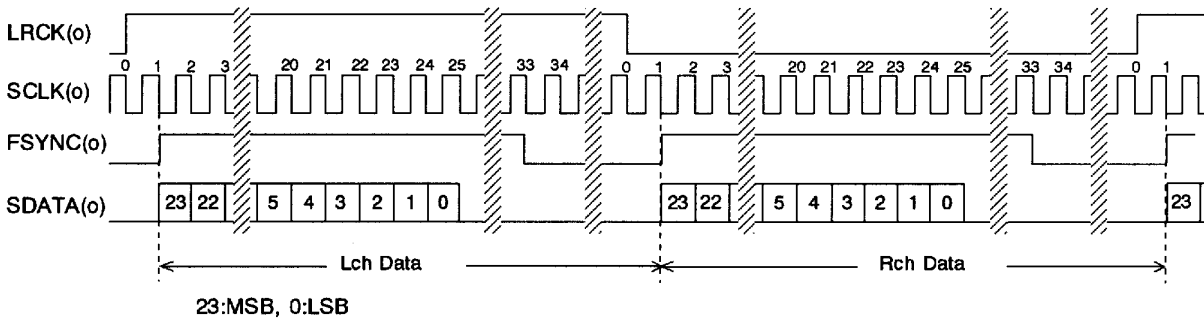 LRCK(o)
0 1 2 3 20 21 22 23 24 25 33 34 0 1 2 3 20 21 22 23 24 25 33 34 0 1
SCLK(o)
FSYNC(o)
SDATA(o) 23 22 5 4 3 2 1 0 23 22 5 4 3 2 1 0 23
Lch Data Rch Data
23:MSB, 0:LSB